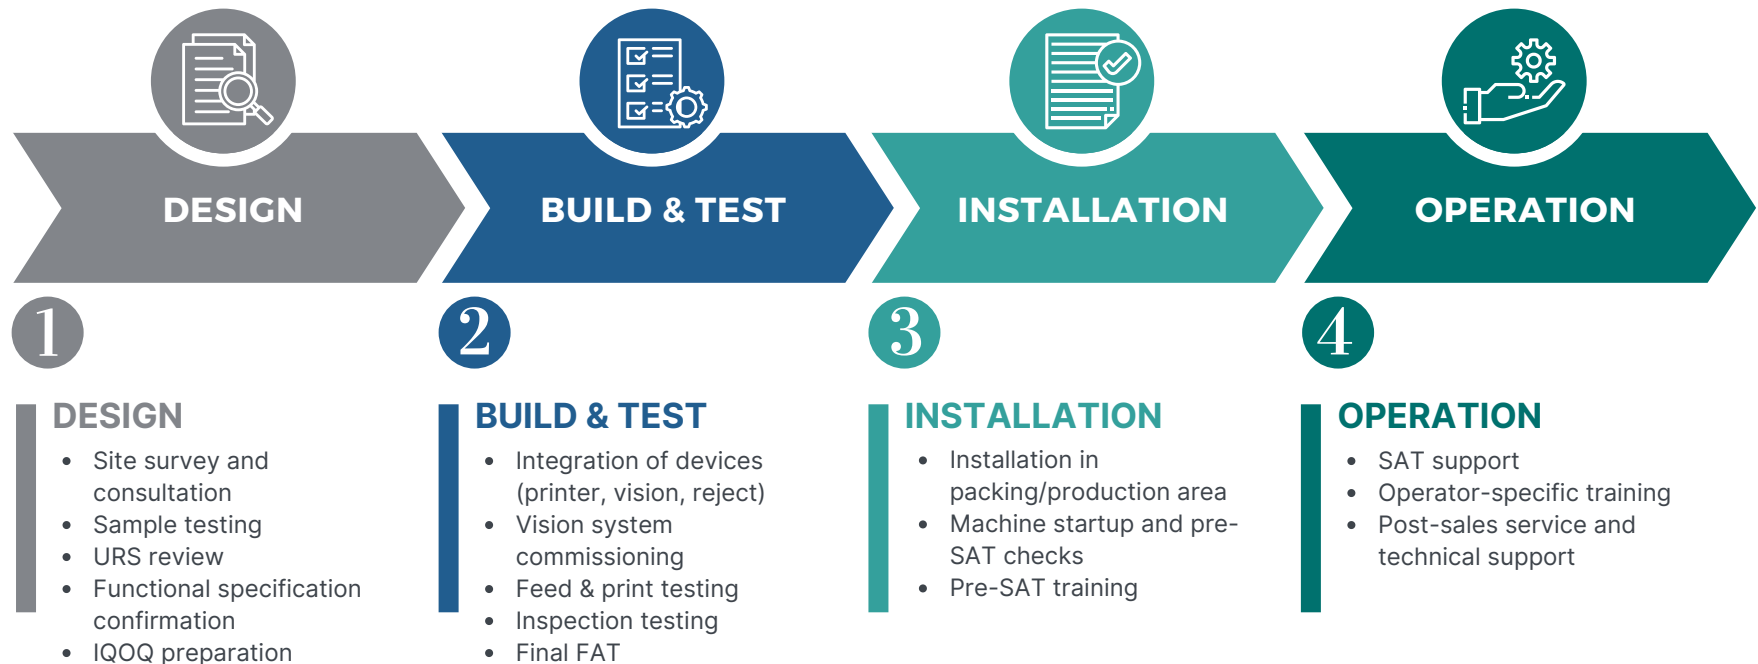 DESIGN
BUILD & TEST
INSTALLATION
OPERATION
1
DESIGN
• Site survey and
consultation
• Sample testing
• URS review
• Functional specification
confirmation
• IQOQ preparation
2
BUILD & TEST
• Integration of devices
(printer, vision, reject)
• Vision system
commissioning
• Feed & print testing
• Inspection testing
• Final FAT
3
INSTALLATION
• Installation in
packing/production area
• Machine startup and pre-
SAT checks
• Pre-SAT training
4
OPERATION
• SAT support
• Operator-specific training
• Post-sales service and
technical support